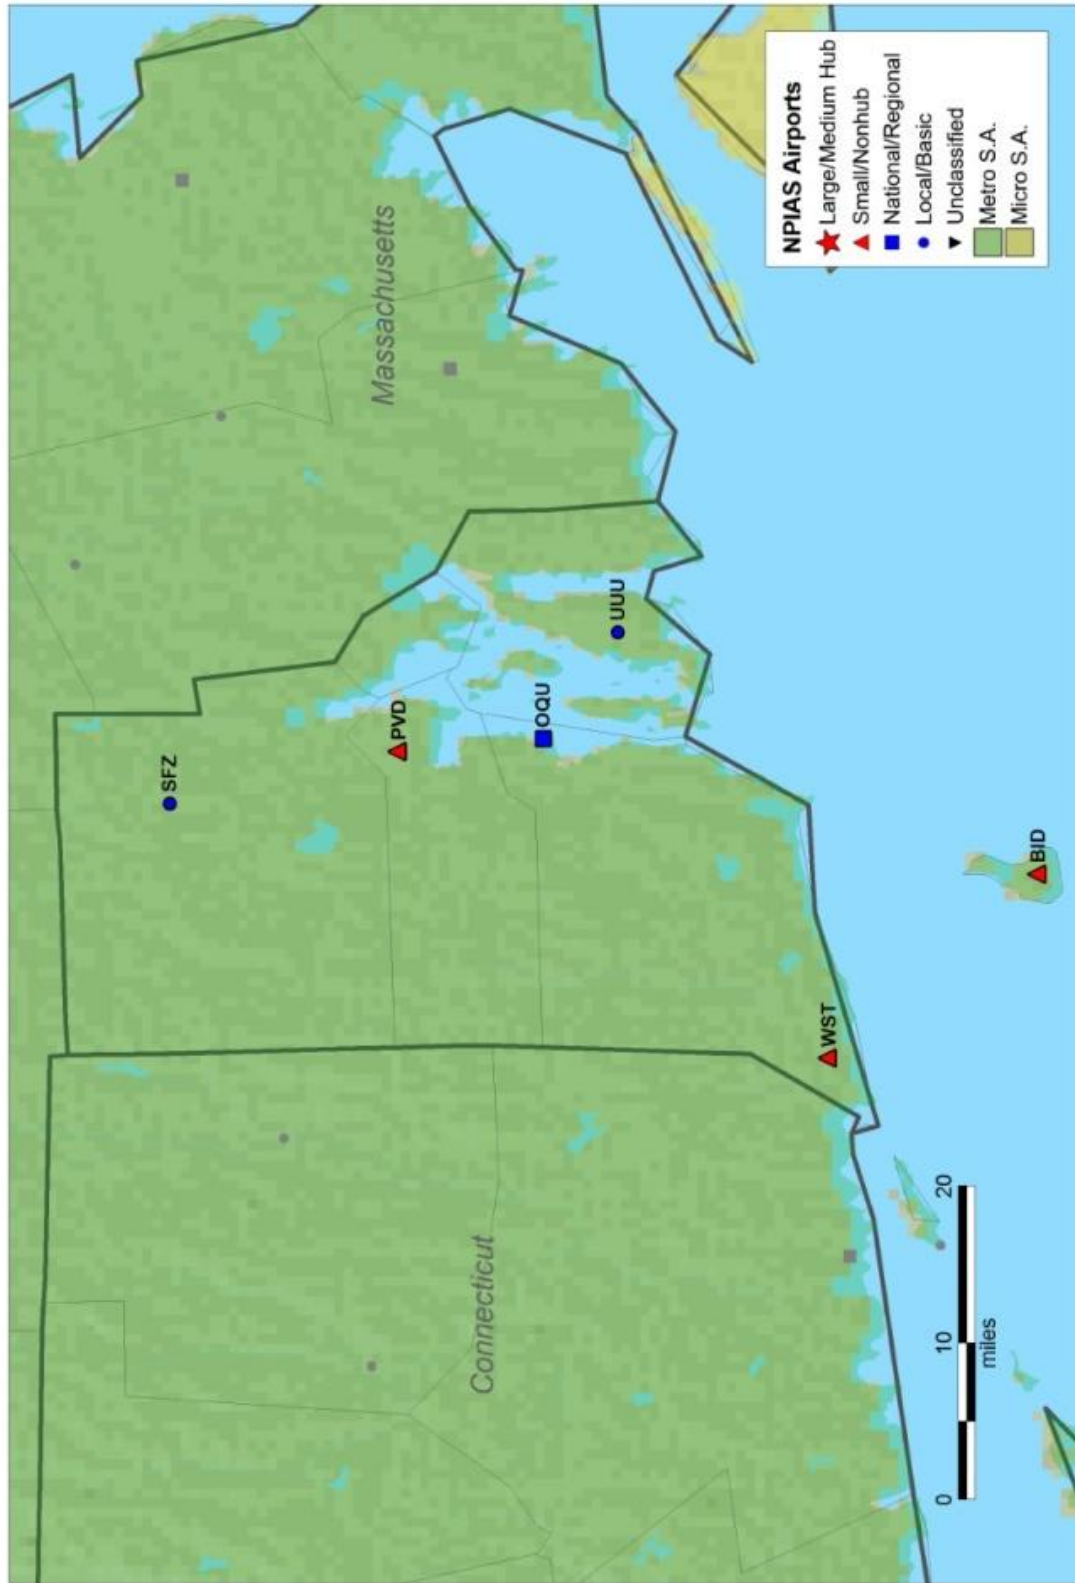 Massachusetts
SFZ
PVD
OQU
UUU
Connecticut
WST
BID
0 10 20
miles
NPIAS Airports
Large/Medium Hub
Small/Nonhub
National/Regional
Local/Basic
Unclassified
Metro S.A.
Micro S.A.